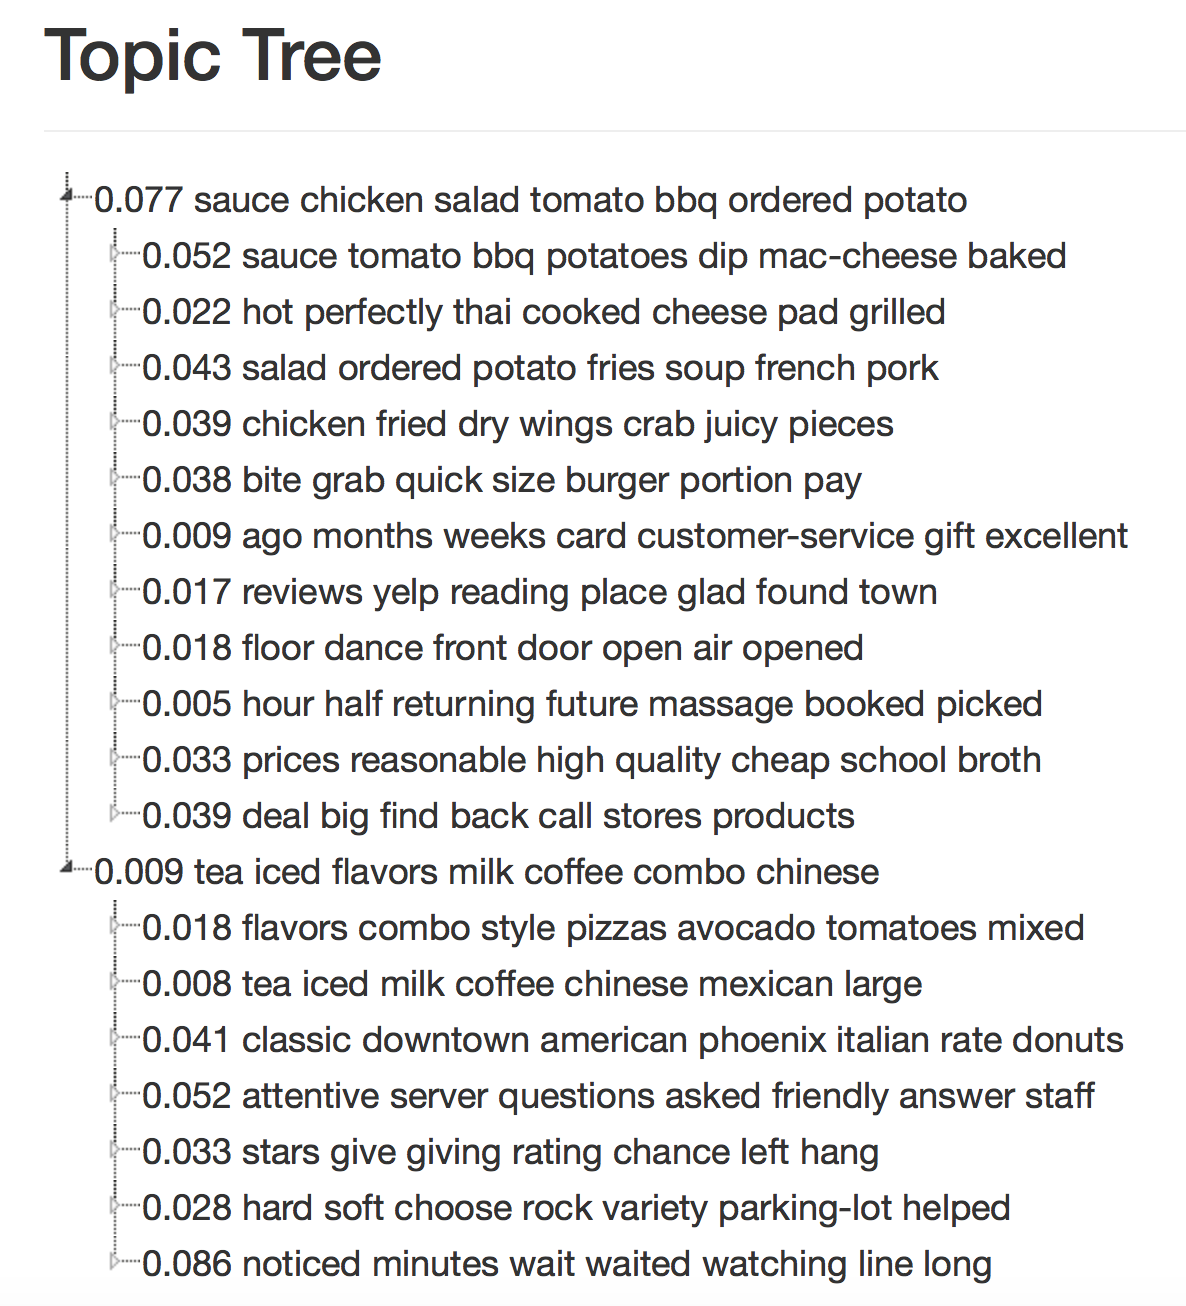 Topic Tree
0.077 sauce chicken salad tomato bbq ordered potato
0.052 sauce tomato bbq potatoes dip mac-cheese baked
0.022 hot perfectly thai cooked cheese pad grilled
0.043 salad ordered potato fries soup french pork
0.039 chicken fried dry wings crab juicy pieces
0.038 bite grab quick size burger portion pay
0.009 ago months weeks card customer-service gift excellent
0.017 reviews yelp reading place glad found town
0.018 floor dance front door open air opened
0.005 hour half returning future massage booked picked
0.033 prices reasonable high quality cheap school broth
0.039 deal big find back call stores products
0.009 tea iced flavors milk coffee combo chinese
0.018 flavors combo style pizzas avocado tomatoes mixed
0.008 tea iced milk coffee chinese mexican large
0.041 classic downtown american phoenix italian rate donuts
0.052 attentive server questions asked friendly answer staff
0.033 stars give giving rating chance left hang
0.028 hard soft choose rock variety parking-lot helped
0.086 noticed minutes wait waited watching line long